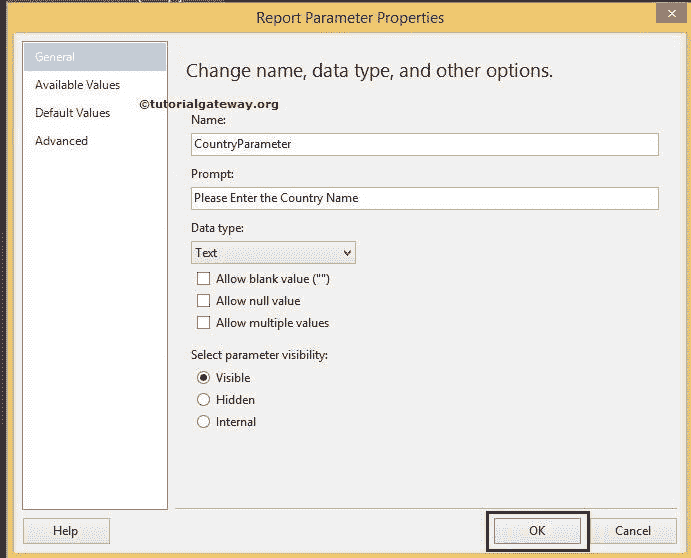 Report Parameter Properties
General
Available Values
Default Values
Advanced
Change name, data type, and other options.
©tutorialgateway.org
Name:
CountryParameter
Prompt:
Please Enter the Country Name
Data type:
Text
Allow blank value ("")
Allow null value
Allow multiple values
Select parameter visibility:
Visible
Hidden
Internal
Help
OK
Cancel